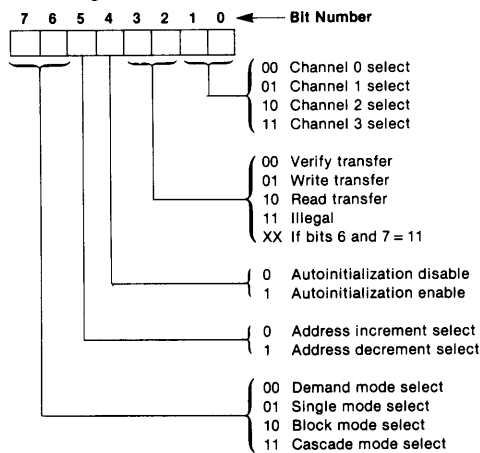 7 6 5 4 3 2 1 0 Bit Number
00 Channel 0 select
01 Channel 1 select
10 Channel 2 select
11 Channel 3 select
00 Verify transfer
01 Write transfer
10 Read transfer
11 Illegal
XX If bits 6 and 7 = 11
0 Autoinitialization disable
1 Autoinitialization enable
0 Address increment select
1 Address decrement select
00 Demand mode select
01 Single mode select
10 Block mode select
11 Cascade mode select